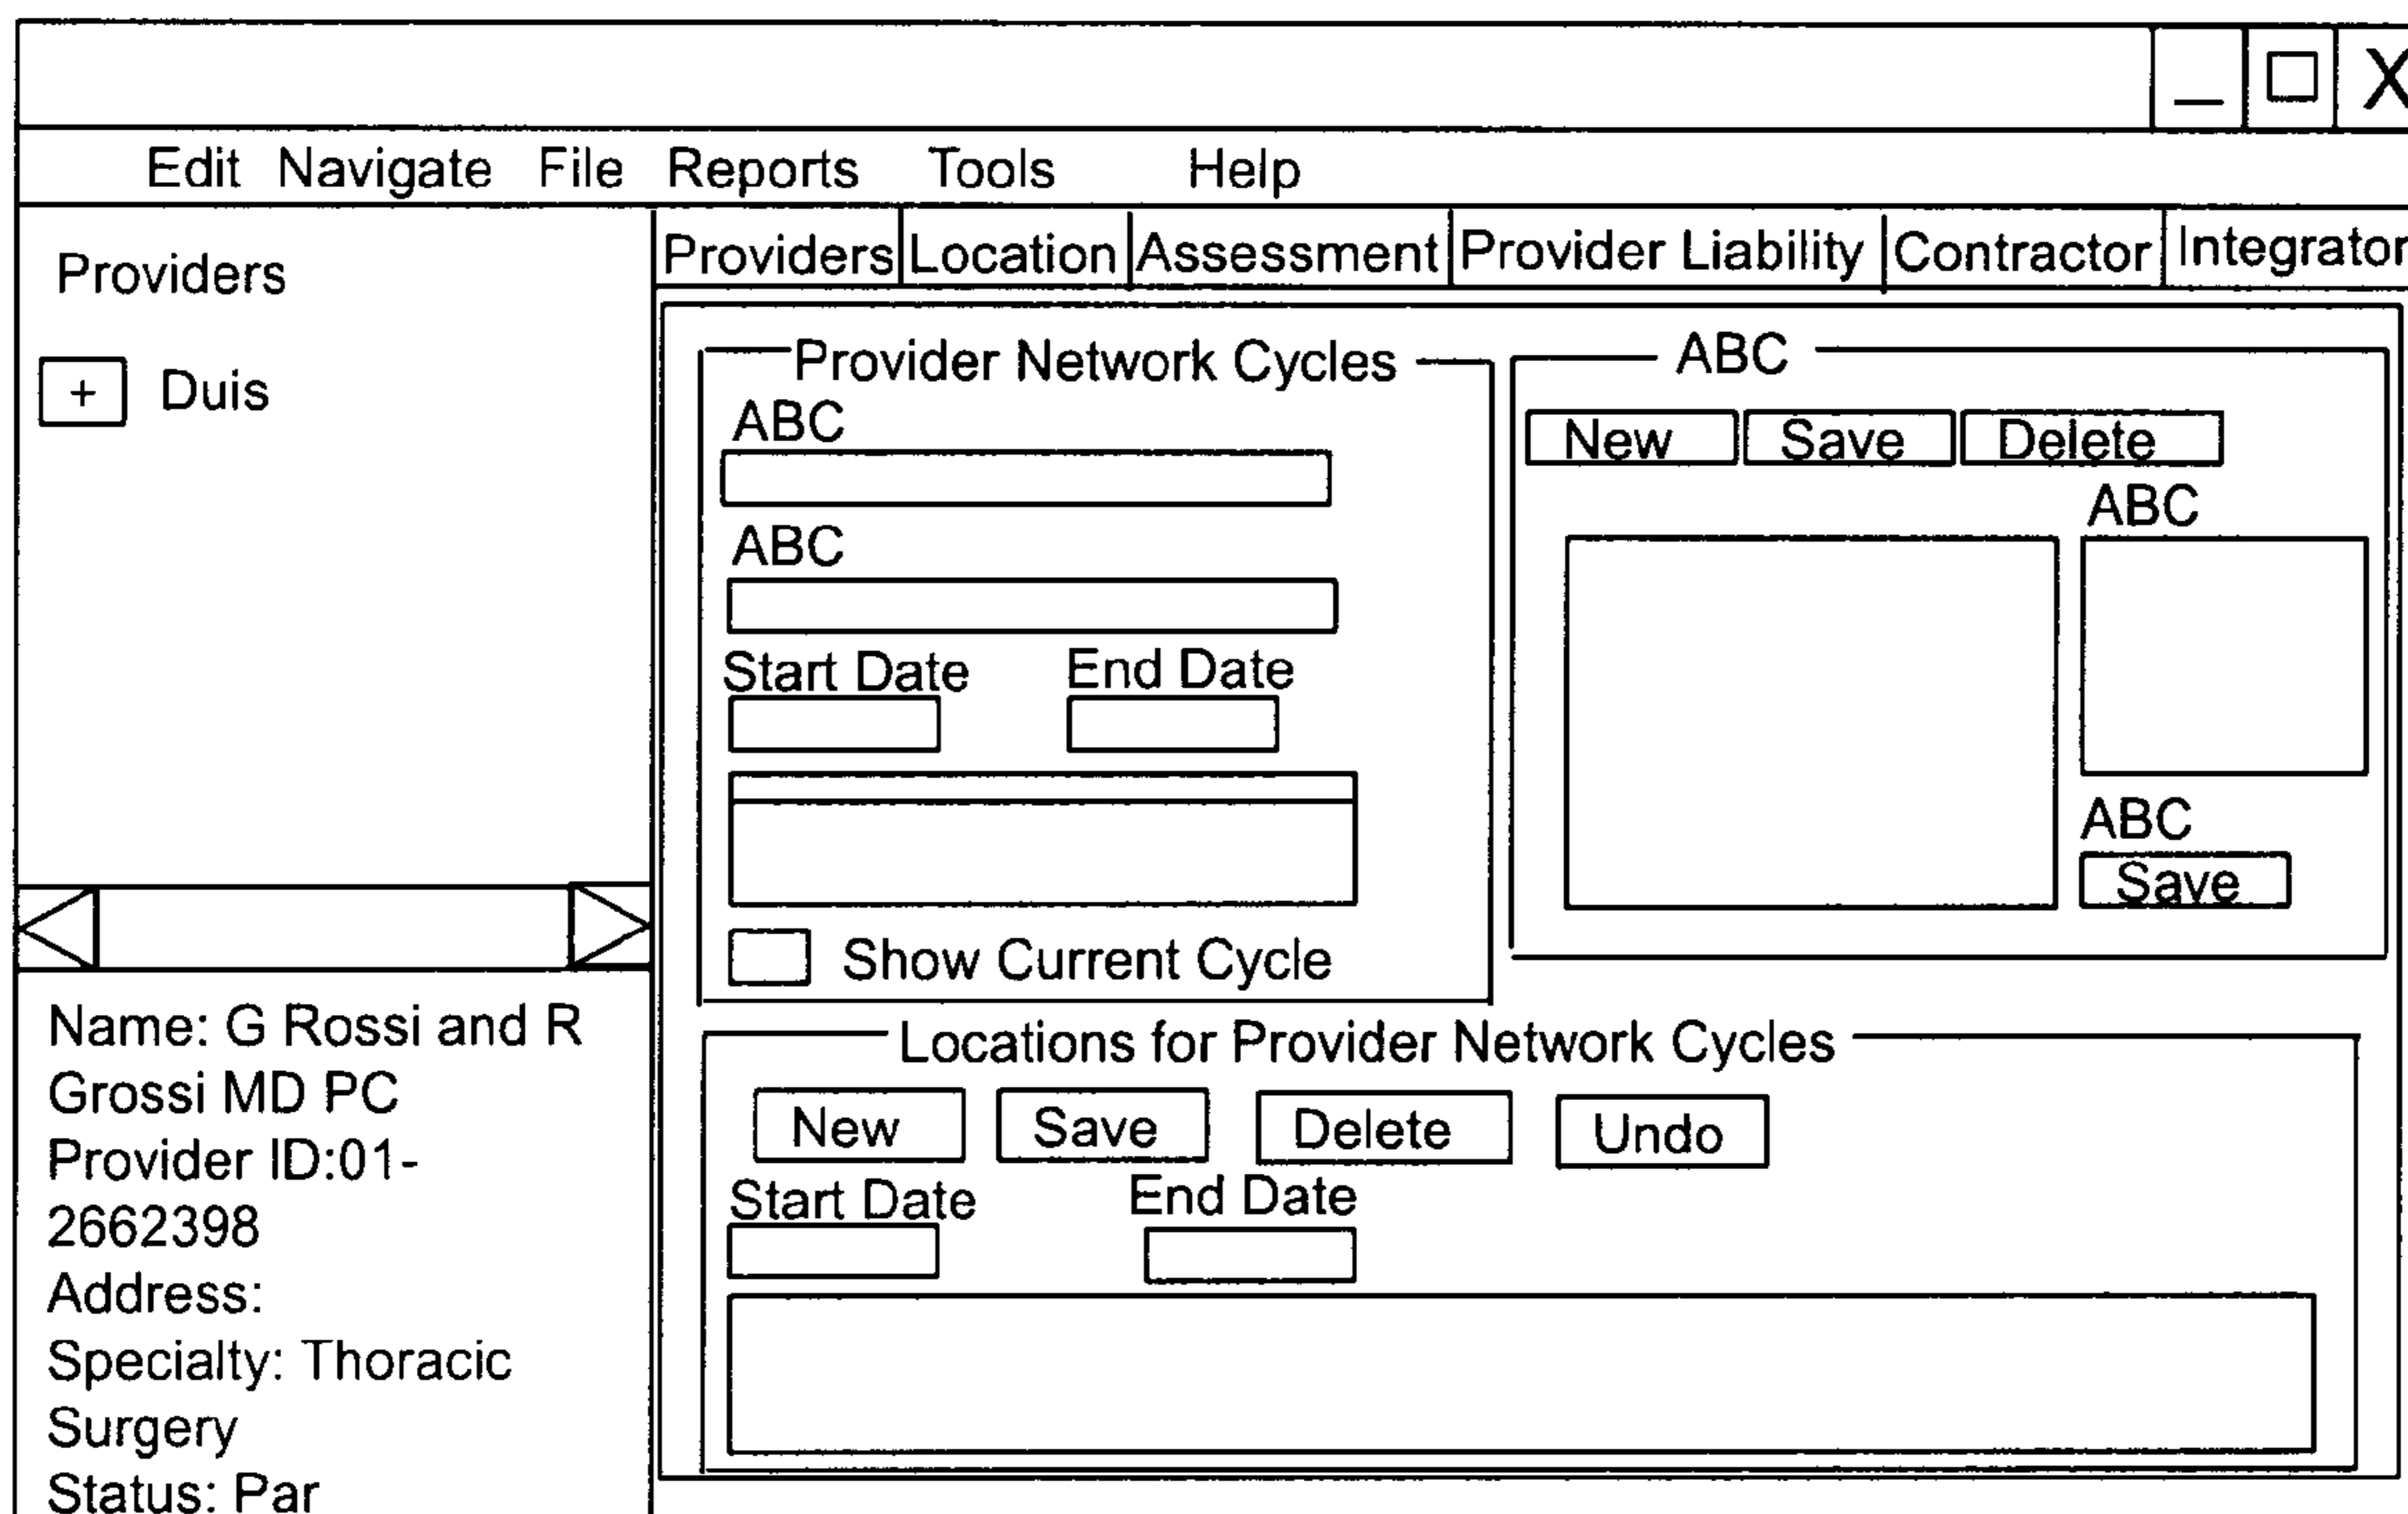 X
Edit Navigate File Reports Tools Help
Providers
+ Duis
Name: G Rossi and R
Grossi MD PC
Provider ID:01-
2662398
Address:
Specialty: Thoracic
Surgery
Status: Par
Providers Location Assessment Provider Liability Contractor Integrator
Provider Network Cycles
ABC
ABC
Start Date End Date
Show Current Cycle
ABC
New Save Delete
ABC
ABC
Save
Locations for Provider Network Cycles
New Save Delete Undo
Start Date End Date